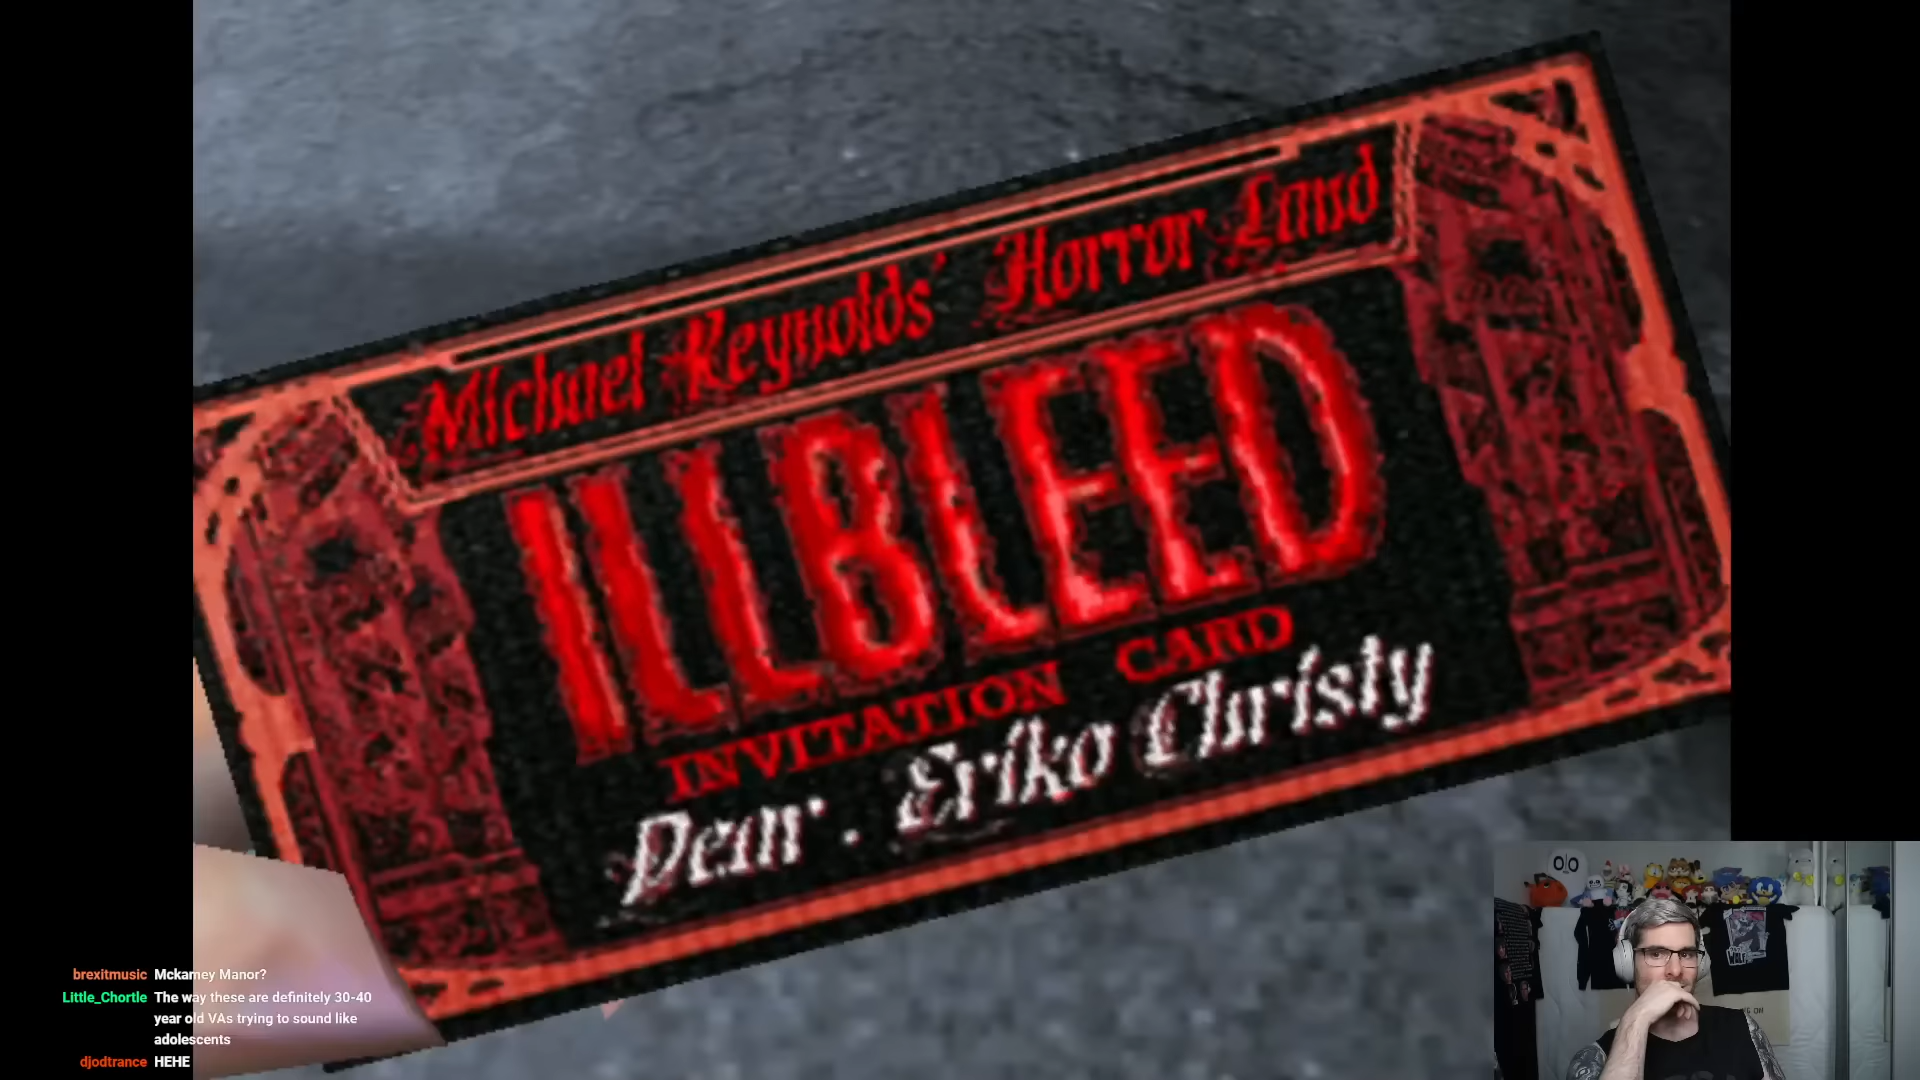 Michael Reynolds' Horror Land
ILLBLEED
INVITATION CARD
Dear. Eriko Christy
brexitmusic Mckamey Manor?
Little_Chortle The way these are definitely 30-40
year old VAs trying to sound like
adolescents
djodtrance HEHE